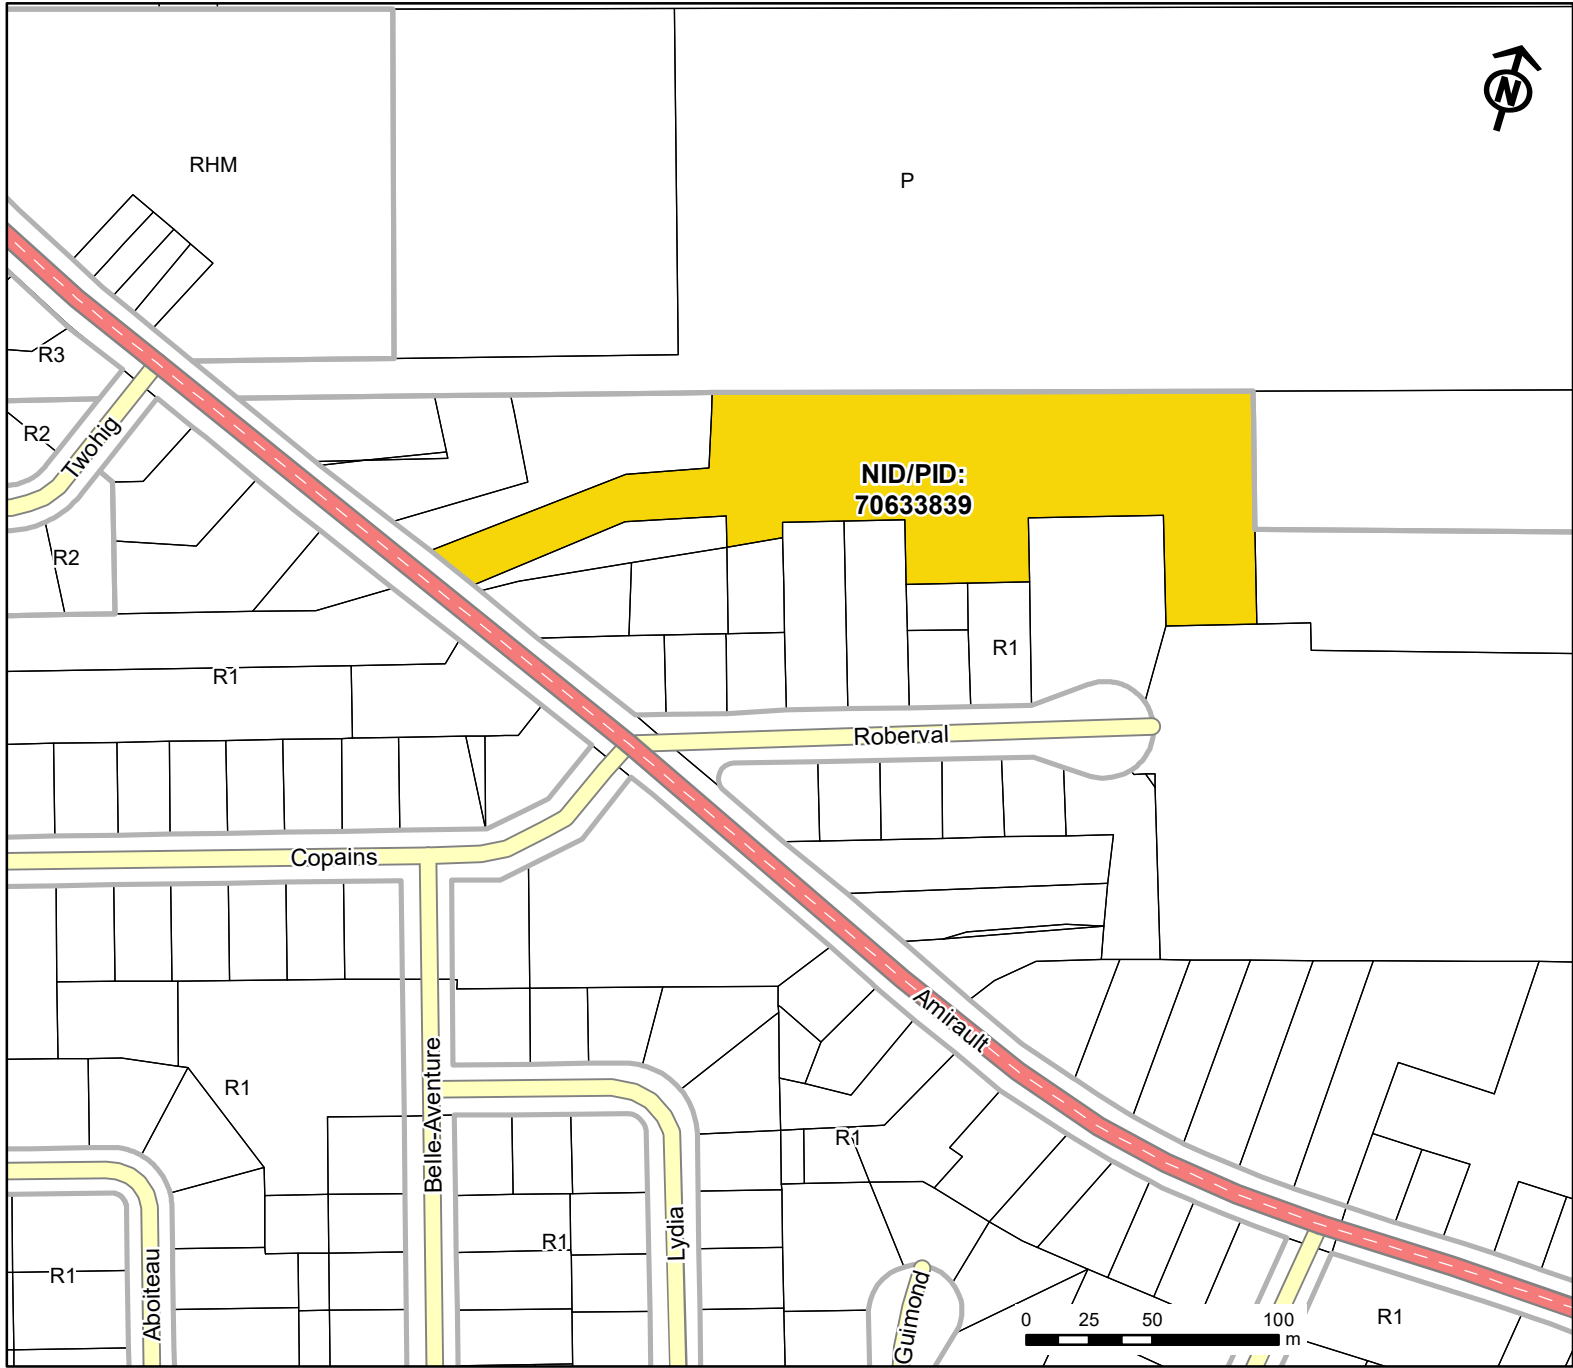 N
RHM
P
R3
R2
Twohig
NID/PID:
70633839
R2
R1
R1
Roberval
Copains
Amirault
Belle-Aventure
R1
R1
Lydia
R1
R1
Aboiteau
Guimond
R1
0 25 50 100
m